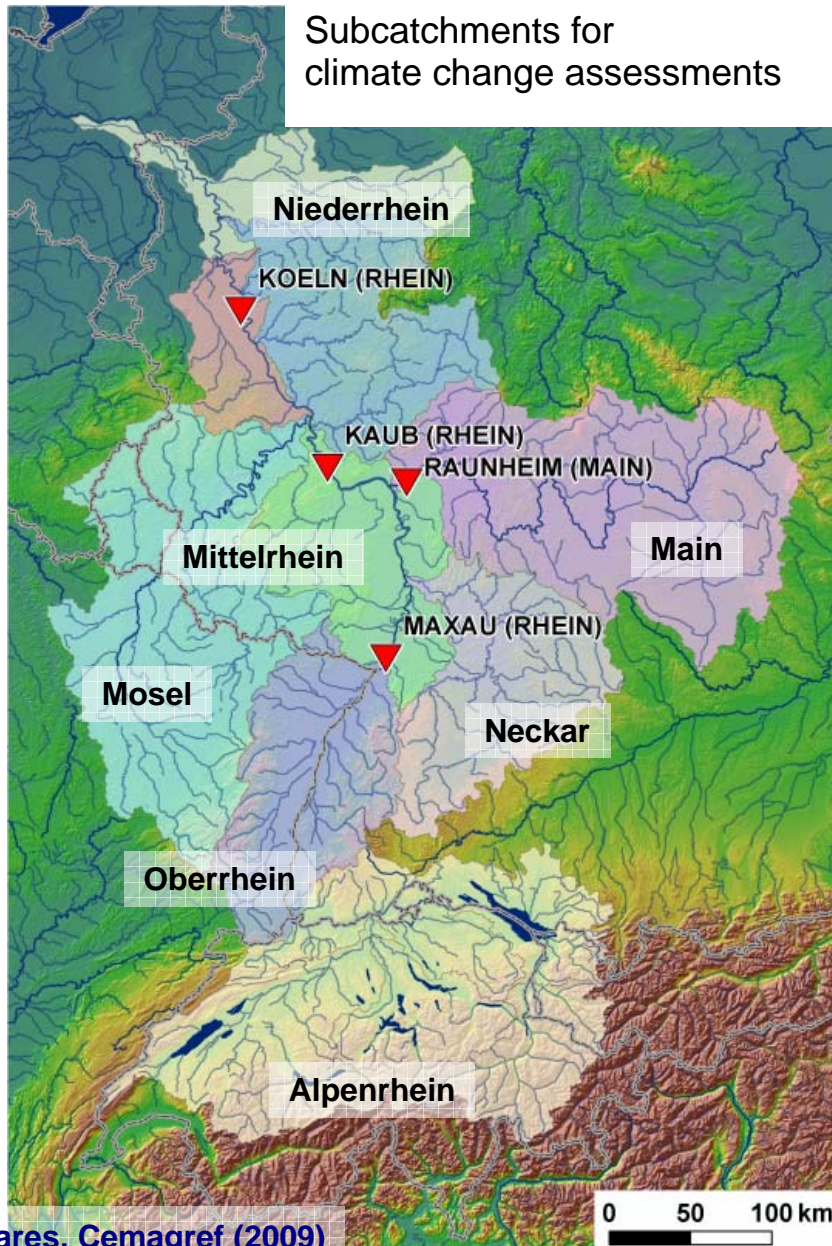 Subcatchments for
climate change assessments
Niederrhein
KOELN (RHEIN)
KAUB (RHEIN)
RAUNHEIM (MAIN)
Mittelrhein
Main
MAXAU (RHEIN)
Mosel
Neckar
Oberrhein
Alpenrhein
0 50 100 km
Cemagref (2009)